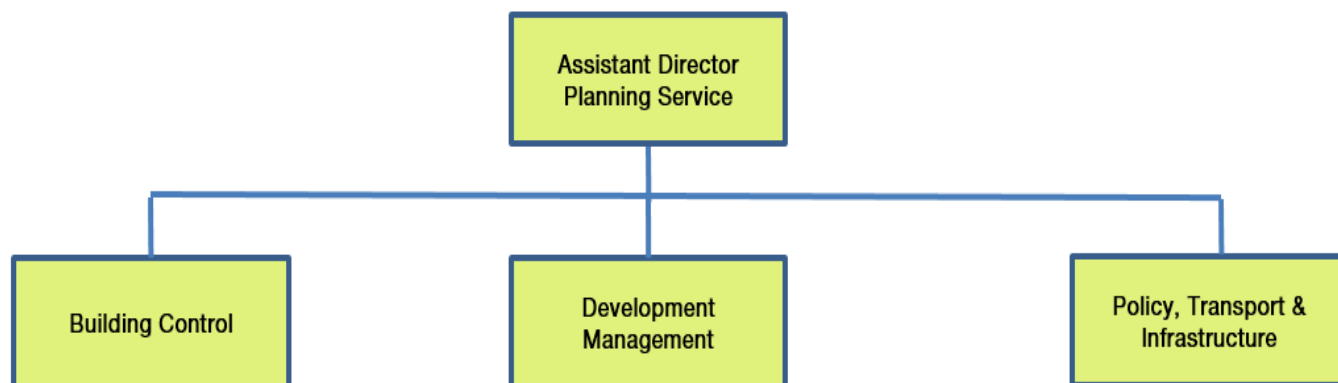 Assistant Director
Planning Service
Building Control
Development
Management
Policy, Transport &
Infrastructure